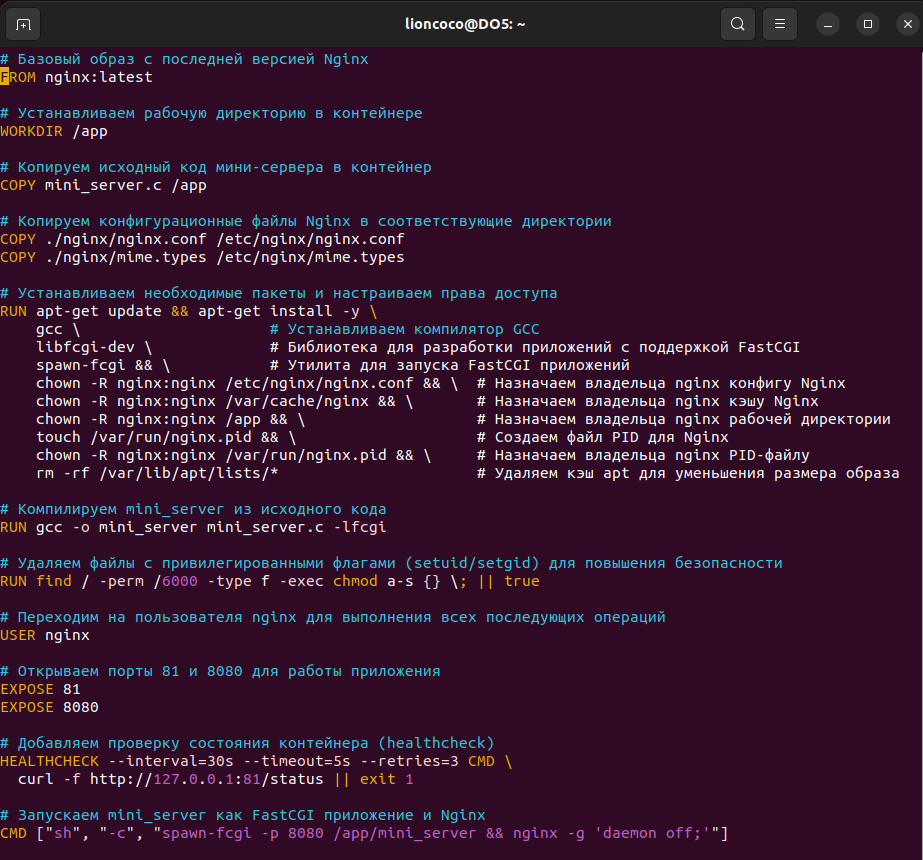 lioncoco@DO5: ~
# Базовый образ с последней версией Nginx
FROM nginx:latest
# Устанавливаем рабочую директорию в контейнере
WORKDIR /app
# Копируем исходный код мини-сервера в контейнер
COPY mini_server.c /app
# Копируем конфигурационные файлы Nginx в соответствующие директории
COPY ./nginx/nginx.conf /etc/nginx/nginx.conf
COPY ./nginx/mime.types /etc/nginx/mime.types
# Устанавливаем необходимые пакеты и настраиваем права доступа
RUN apt-get update && apt-get install -y \
    gcc \                     # Устанавливаем компилятор GCC
    libfcgi-dev \             # Библиотека для разработки приложений с поддержкой FastCGI
    spawn-fcgi && \           # Утилита для запуска FastCGI приложений
    chown -R nginx:nginx /etc/nginx/nginx.conf && \  # Назначаем владельца nginx конфигу Nginx
    chown -R nginx:nginx /var/cache/nginx && \       # Назначаем владельца nginx кэшу Nginx
    chown -R nginx:nginx /app && \                   # Назначаем владельца nginx рабочей директории
    touch /var/run/nginx.pid && \                    # Создаем файл PID для Nginx
    chown -R nginx:nginx /var/run/nginx.pid && \     # Назначаем владельца nginx PID-файлу
    rm -rf /var/lib/apt/lists/*                      # Удаляем кэш apt для уменьшения размера образа
# Компилируем mini_server из исходного кода
RUN gcc -o mini_server mini_server.c -lfcgi
# Удаляем файлы с привилегированными флагами (setuid/setgid) для повышения безопасности
RUN find / -perm /6000 -type f -exec chmod a-s {} \; || true
# Переходим на пользователя nginx для выполнения всех последующих операций
USER nginx
# Открываем порты 81 и 8080 для работы приложения
EXPOSE 81
EXPOSE 8080
# Добавляем проверку состояния контейнера (healthcheck)
HEALTHCHECK --interval=30s --timeout=5s --retries=3 CMD \
  curl -f http://127.0.0.1:81/status || exit 1
# Запускаем mini_server как FastCGI приложение и Nginx
CMD ["sh", "-c", "spawn-fcgi -p 8080 /app/mini_server && nginx -g 'daemon off;'"]